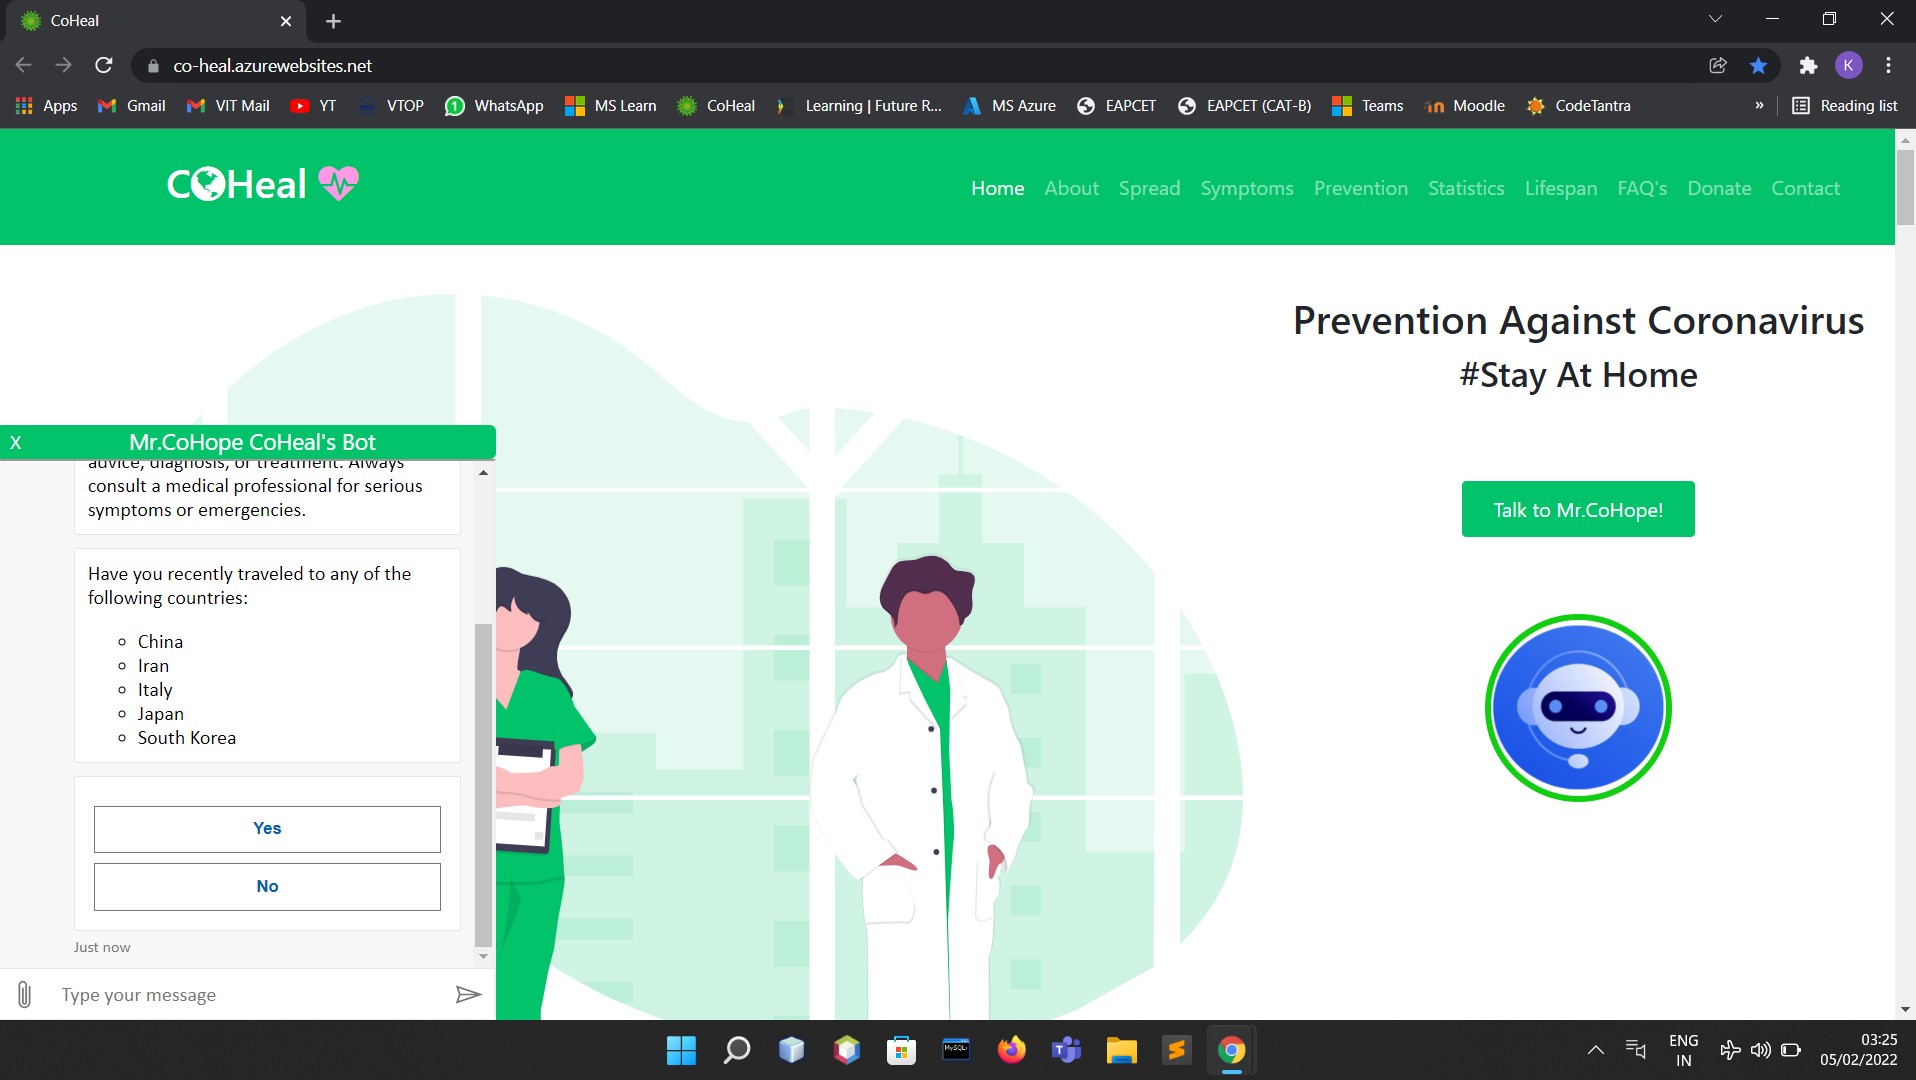 CoHeal
co-heal.azurewebsites.net
K
Apps Gmail VIT Mail YT VTOP WhatsApp MS Learn CoHeal Learning | Future R... MS Azure EAPCET EAPCET (CAT-B) Teams Moodle CodeTantra » Reading list
COHeal
Home About Spread Symptoms Prevention Statistics Lifespan FAQ's Donate Contact
Prevention Against Coronavirus
#Stay At Home
Talk to Mr.CoHope!
X Mr.CoHope CoHeal's Bot
advice, diagnosis, or treatment. Always
consult a medical professional for serious
symptoms or emergencies.
Have you recently traveled to any of the
following countries:
China
Iran
Italy
Japan
South Korea
Yes
No
Just now
Type your message
MySQL
ENG
IN
03:25
05/02/2022